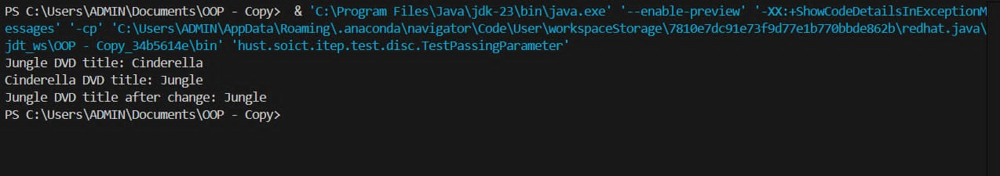 PS C:\Users\ADMIN\Documents\OOP - Copy>  & 'C:\Program Files\Java\jdk-23\bin\java.exe' '--enable-preview' '-XX:+ShowCodeDetailsInExceptionM
essages' '-cp' 'C:\Users\ADMIN\AppData\Roaming\.anaconda\navigator\Code\User\workspaceStorage\7810e7dc91e73f9d77e1b770bbde862b\redhat.java\
jdt_ws\OOP - Copy_34b5614e\bin' 'hust.soict.itep.test.disc.TestPassingParameter'
Jungle DVD title: Cinderella
Cinderella DVD title: Jungle
Jungle DVD title after change: Jungle
PS C:\Users\ADMIN\Documents\OOP - Copy>